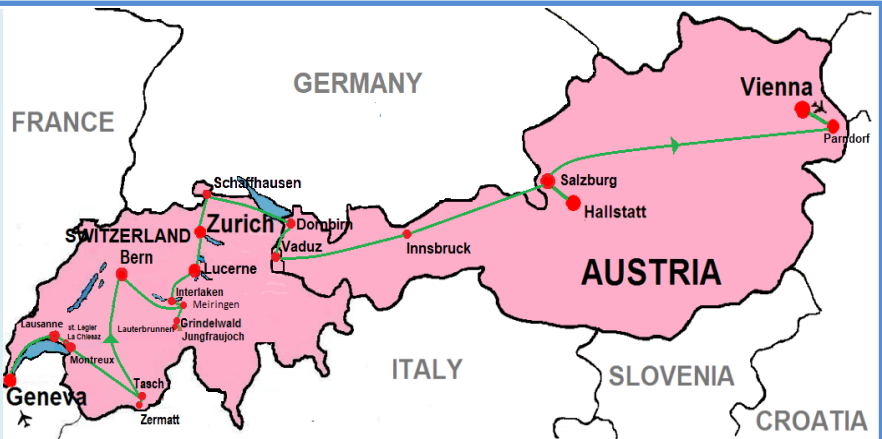 GERMANY
Vienna
FRANCE
Parndorf
Schaffhausen
Salzburg
Hallstatt
Zurich
Dornbirn
SWITZERLAND
Vaduz
Innsbruck
Bern
Lucerne
AUSTRIA
Interlaken
Meiringen
Lausanne
st. Legier
La Chiesaz
Lauterbrunnen
Grindelwald
Jungfraujoch
Montreux
ITALY
SLOVENIA
Tasch
Geneva
Zermatt
CROATIA